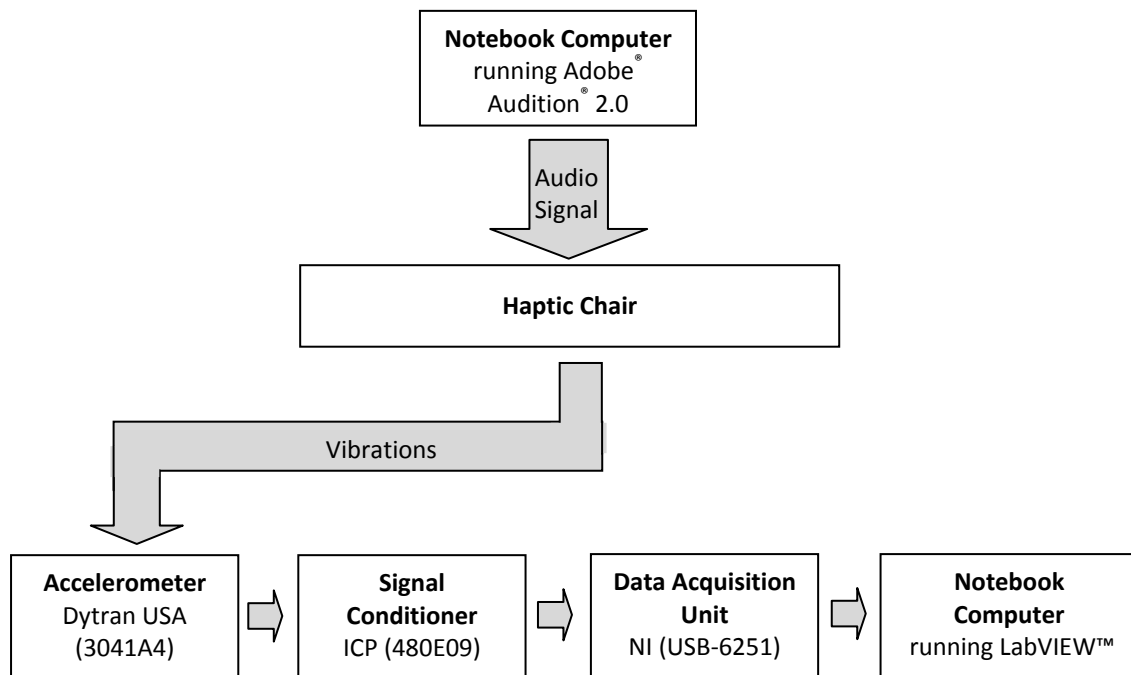 Notebook Computer
running Adobe®
Audition® 2.0
Audio
Signal
Haptic Chair
Vibrations
Accelerometer
Dytran USA
(3041A4)
Signal
Conditioner
ICP (480E09)
Data Acquisition
Unit
NI (USB-6251)
Notebook
Computer
running LabVIEW™